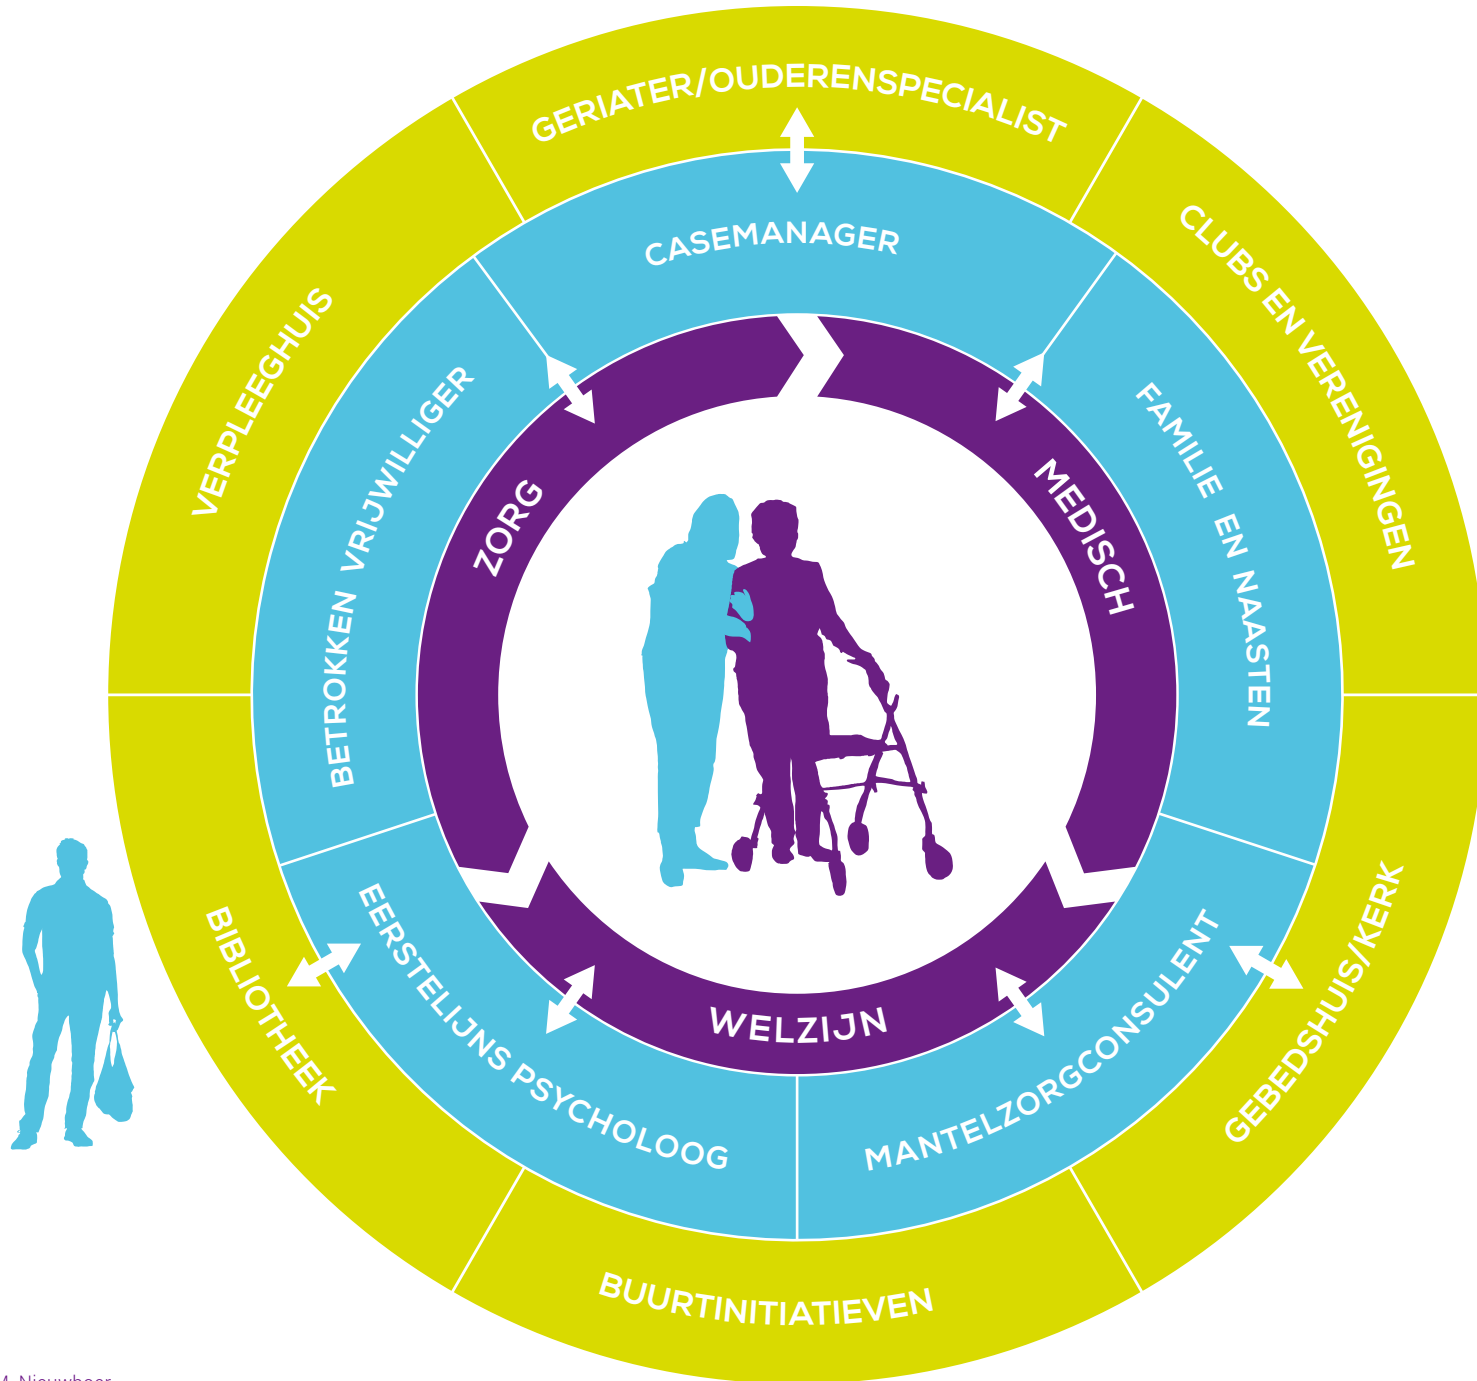 GERIATER/OUDERENSPECIALIST
CLUBS EN VERENIGINGEN
GEBEDSHUIS/KERK
BUURTINITIATIEVEN
BIBLIOTHEEK
VERPLEEGHUIS
CASEMANAGER
FAMILIE EN NAASTEN
MANTELZORGCONSULENT
EERSTELIJNS PSYCHOLOOG
BETROKKEN VRIJWILLIGER
ZORG
MEDISCH
WELZIJN